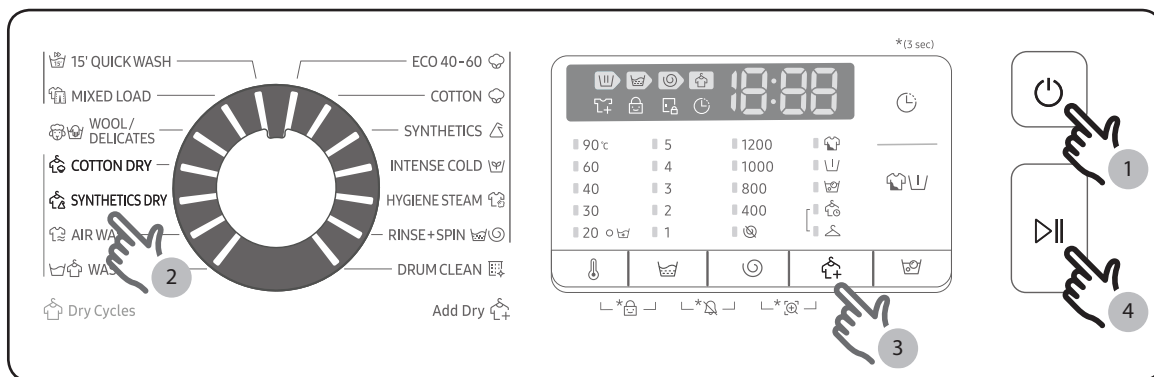 15' QUICK WASH
MIXED LOAD
WOOL/
DELICATES
COTTON DRY
SYNTHETICS DRY
AIR WA
WAS
Dry Cycles
ECO 40-60
COTTON
SYNTHETICS
INTENSE COLD
HYGIENE STEAM
RINSE+SPIN
DRUM CLEAN
Add Dry
*(3 sec)
18:88
90℃ 5 1200
60 4 1000
40 3 800
30 2 400
20 1
* * *
1
2
3
4